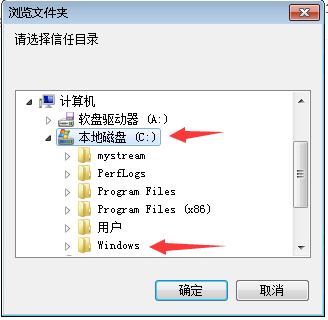 浏览文件夹
请选择信任目录
计算机
软盘驱动器 (A:)
本地磁盘 (C:)
mystream
PerfLogs
Program Files
Program Files (x86)
用户
Windows
确定
取消